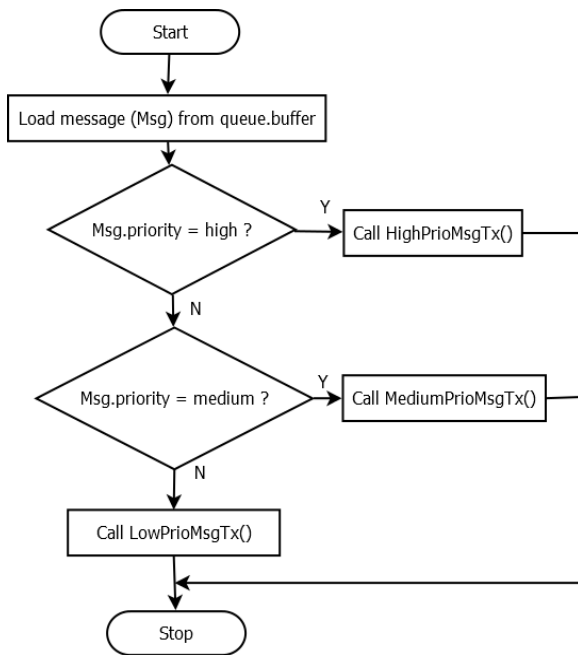 Start
Load message (Msg) from queue.buffer
Msg.priority = high ?
Y
Call HighPrioMsgTx()
N
Msg.priority = medium ?
Y
Call MediumPrioMsgTx()
N
Call LowPrioMsgTx()
Stop